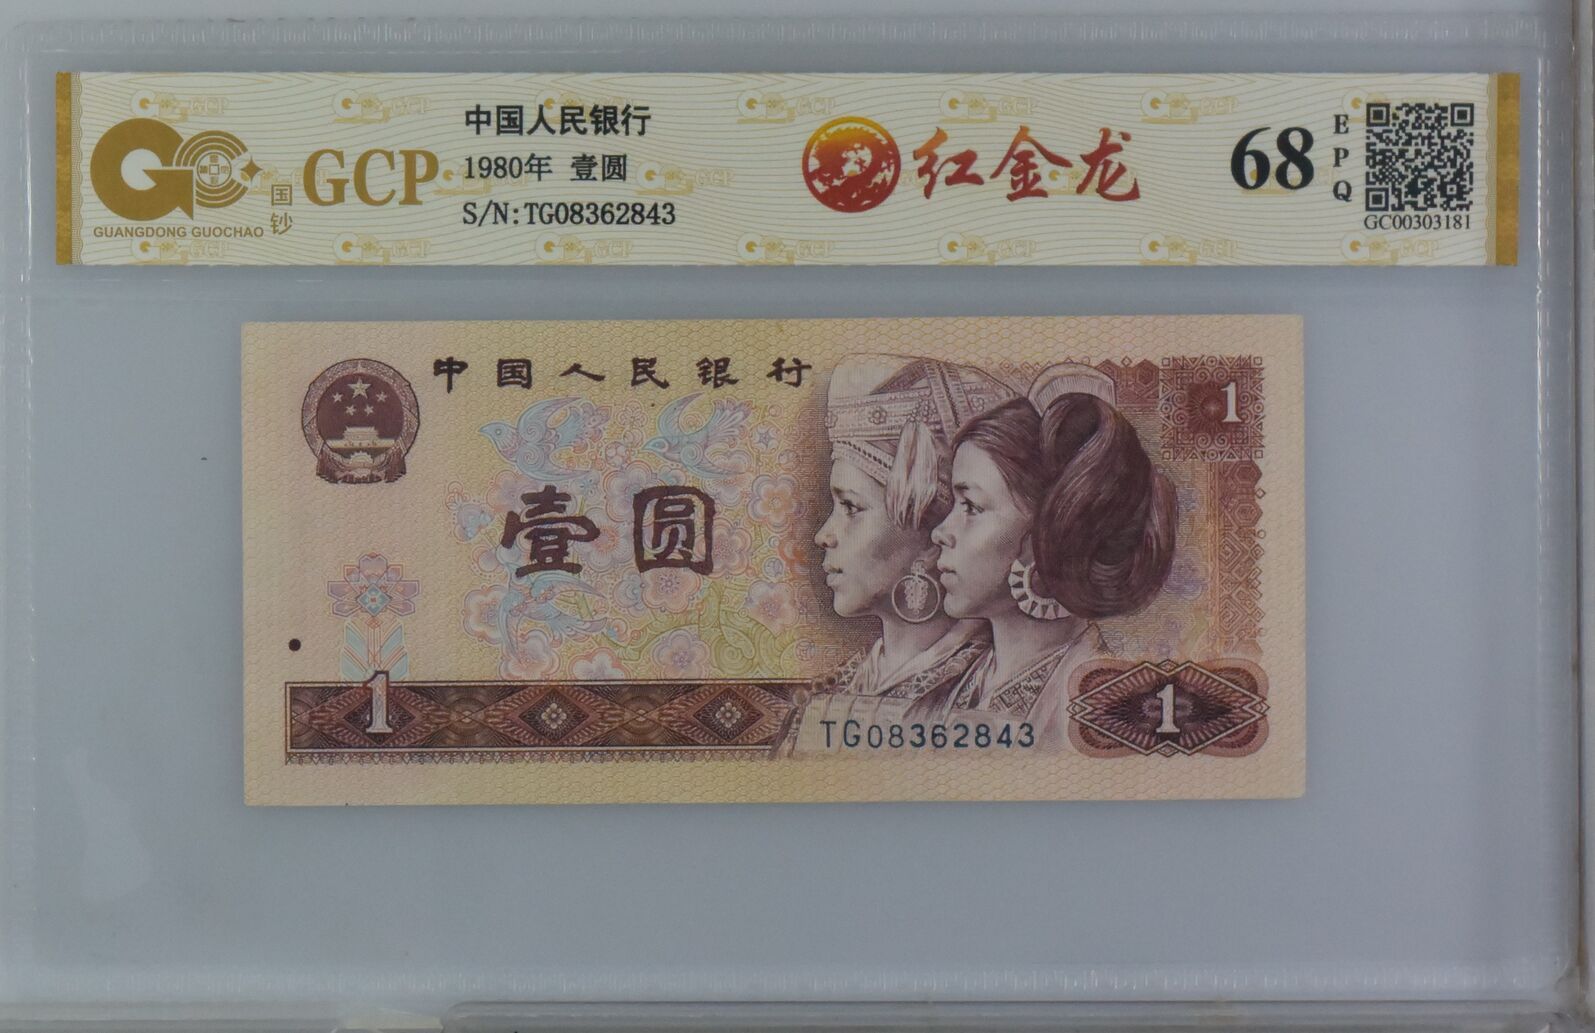 GUANGDONG GUOCHAO
国钞
GCP
中国人民银行
1980年 壹圆
S/N:TG08362843
红金龙
68
EPQ
GC00303181
中国人民银行
1
壹圆
1
TG08362843
1